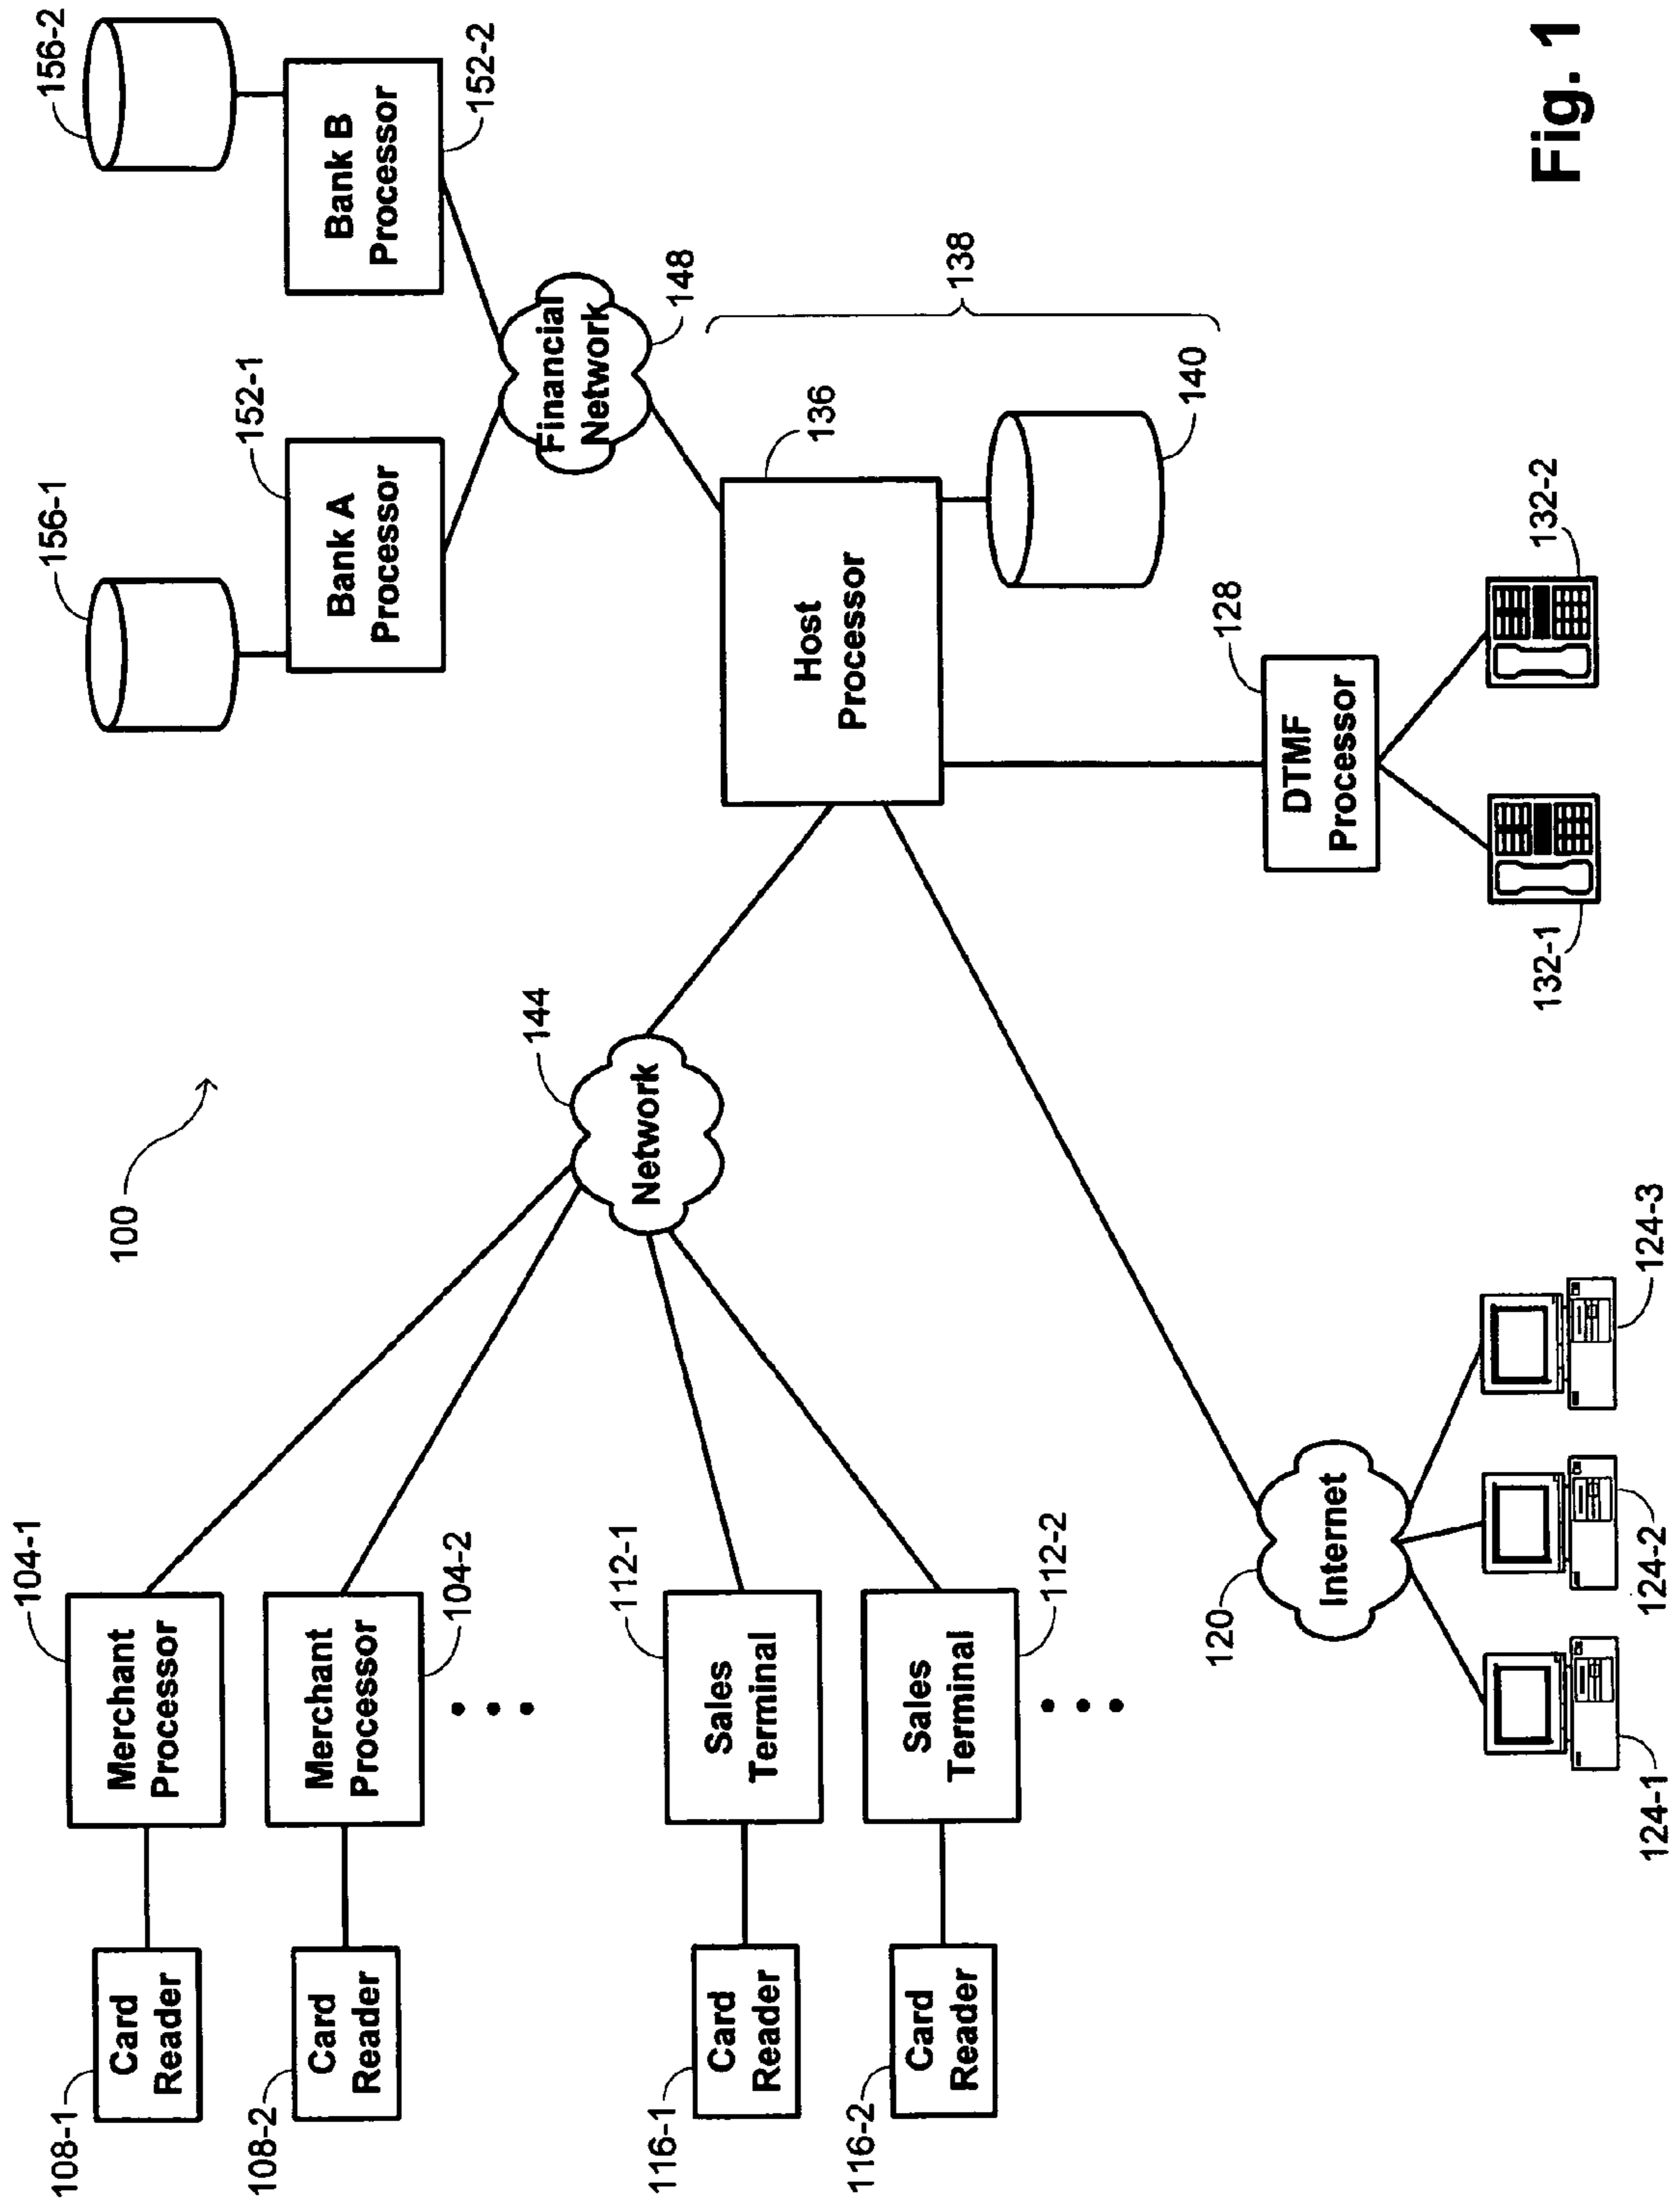 100
108-1
Card
Reader
104-1
Merchant
Processor
108-2
Card
Reader
104-2
Merchant
Processor
116-1
Card
Reader
112-1
Sales
Terminal
116-2
Card
Reader
112-2
Sales
Terminal
144
Network
156-1
152-1
Bank A
Processor
156-2
152-2
Bank B
Processor
Financial
Network
148
136
Host
Processor
138
140
120
Internet
124-1
124-2
124-3
128
DTMF
Processor
132-1
132-2
Fig. 1